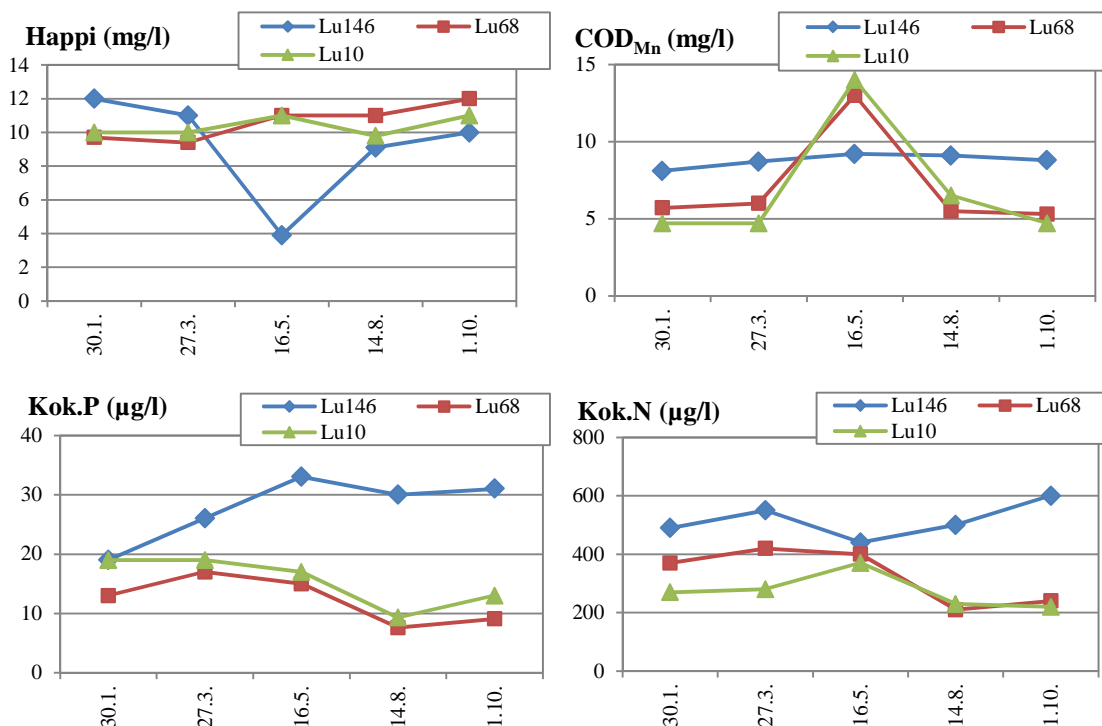 Happi (mg/l)
Lu146 Lu68
Lu10
14
12
10
8
6
4
2
0
30.1. 27.3. 16.5. 14.8. 1.10.
COD_Mn (mg/l)
Lu146 Lu68
Lu10
15
10
5
0
30.1. 27.3. 16.5. 14.8. 1.10.
Kok.P (µg/l)
Lu146 Lu68
Lu10
40
30
20
10
0
30.1. 27.3. 16.5. 14.8. 1.10.
Kok.N (µg/l)
Lu146 Lu68
Lu10
800
600
400
200
0
30.1. 27.3. 16.5. 14.8. 1.10.